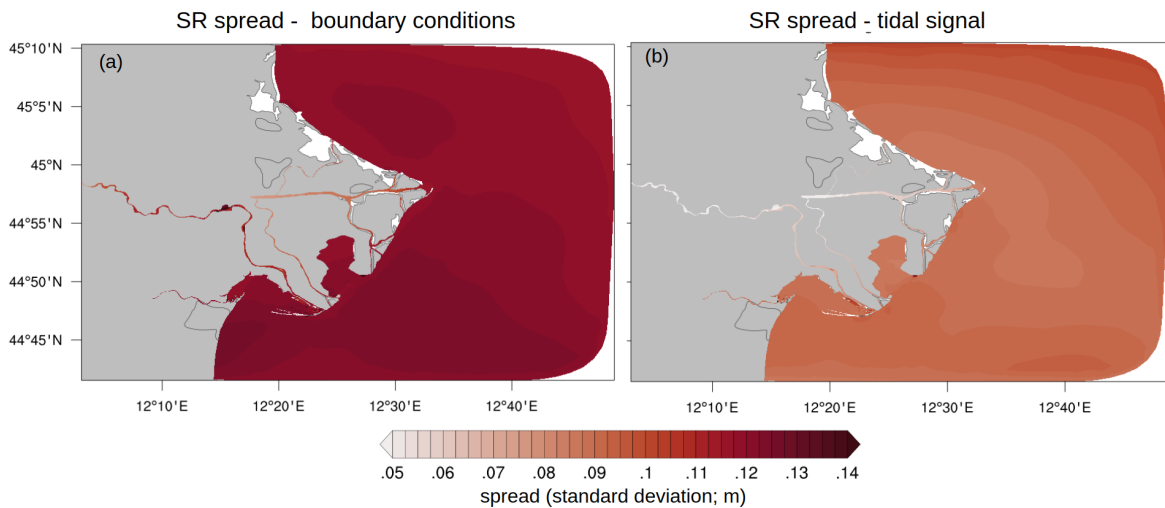 SR spread - boundary conditions
SR spread - tidal signal
(a)
(b)
45°10'N
45°5'N
45°N
44°55'N
44°50'N
44°45'N
12°10'E 12°20'E 12°30'E 12°40'E
12°10'E 12°20'E 12°30'E 12°40'E
.05 .06 .07 .08 .09 .1 .11 .12 .13 .14
spread (standard deviation; m)